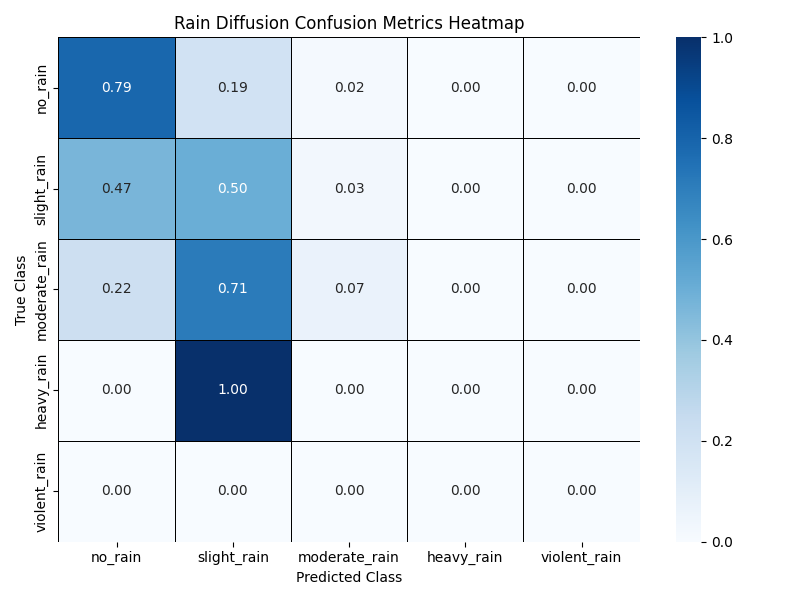 Rain Diffusion Confusion Metrics Heatmap
True Class
no_rain 0.79 0.19 0.02 0.00 0.00
slight_rain 0.47 0.50 0.03 0.00 0.00
moderate_rain 0.22 0.71 0.07 0.00 0.00
heavy_rain 0.00 1.00 0.00 0.00 0.00
violent_rain 0.00 0.00 0.00 0.00 0.00
no_rain slight_rain moderate_rain heavy_rain violent_rain
Predicted Class
1.0
0.8
0.6
0.4
0.2
0.0